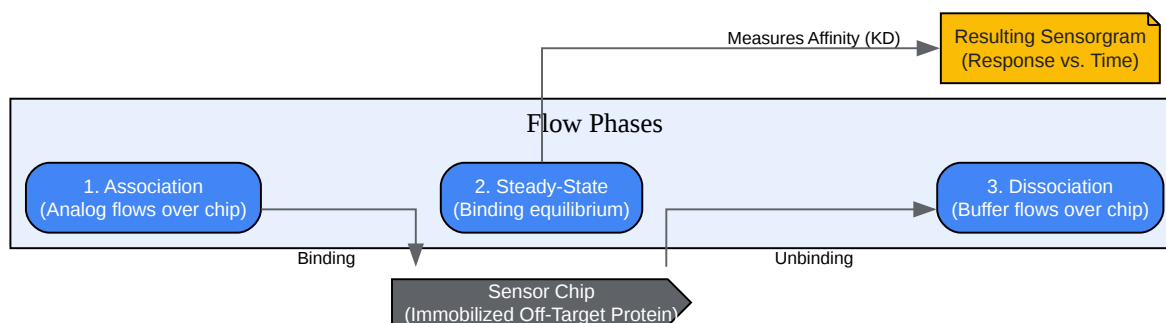 Measures Affinity (KD)
Resulting Sensorgram
(Response vs. Time)
Flow Phases
1. Association
(Analog flows over chip)
2. Steady-State
(Binding equilibrium)
3. Dissociation
(Buffer flows over chip)
Binding
Unbinding
Sensor Chip
(Immobilized Off-Target Protein)